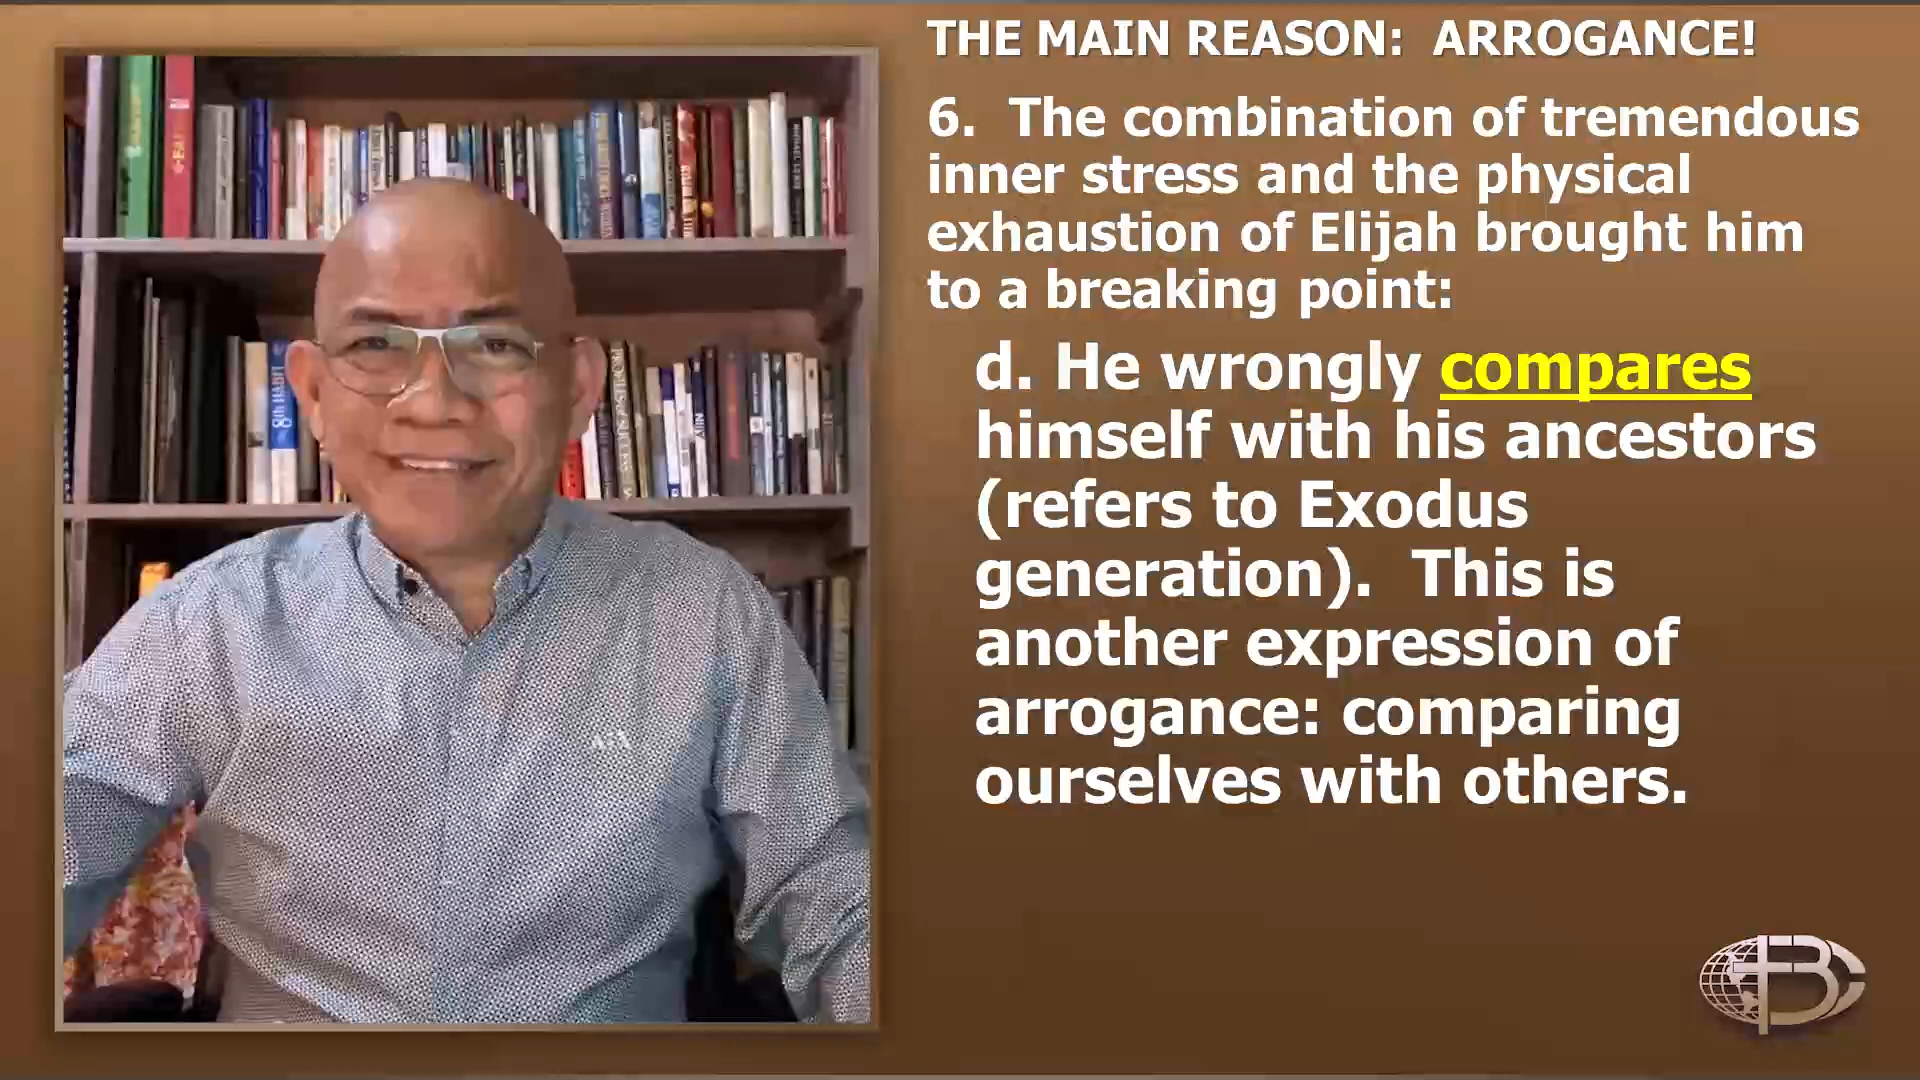 THE MAIN REASON:  ARROGANCE!
6.  The combination of tremendous
inner stress and the physical
exhaustion of Elijah brought him
to a breaking point:
d. He wrongly compares
himself with his ancestors
(refers to Exodus
generation).  This is
another expression of
arrogance: comparing
ourselves with others.
8th HABIT